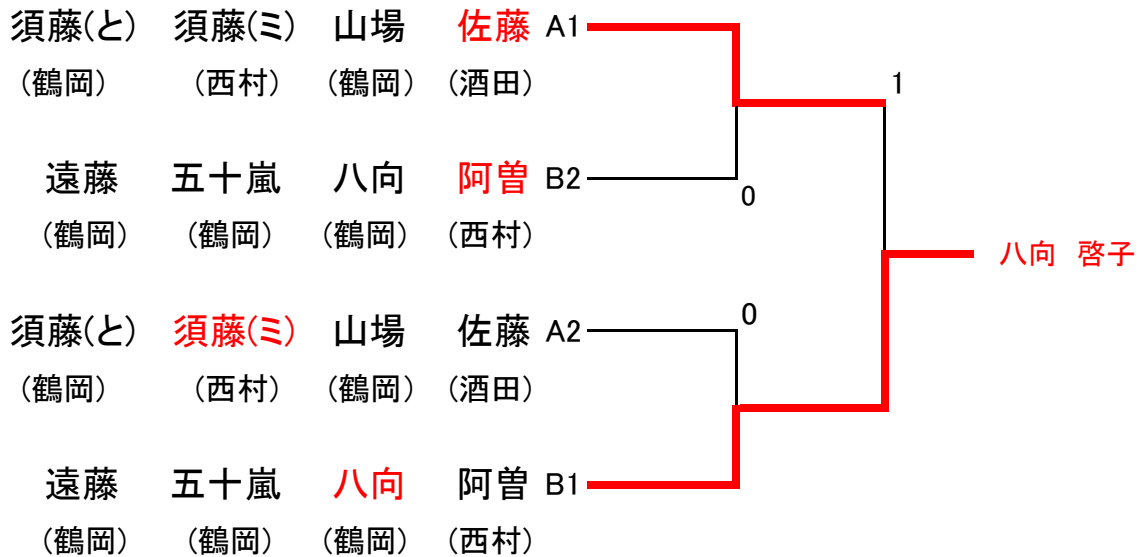 須藤(と) 須藤(ミ) 山場 佐藤 A1
(鶴岡) (西村) (鶴岡) (酒田)
1
遠藤 五十嵐 八向 阿曽 B2
0
(鶴岡) (鶴岡) (鶴岡) (西村)
八向 啓子
須藤(と) 須藤(ミ) 山場 佐藤 A2
0
(鶴岡) (西村) (鶴岡) (酒田)
遠藤 五十嵐 八向 阿曽 B1
(鶴岡) (鶴岡) (鶴岡) (西村)